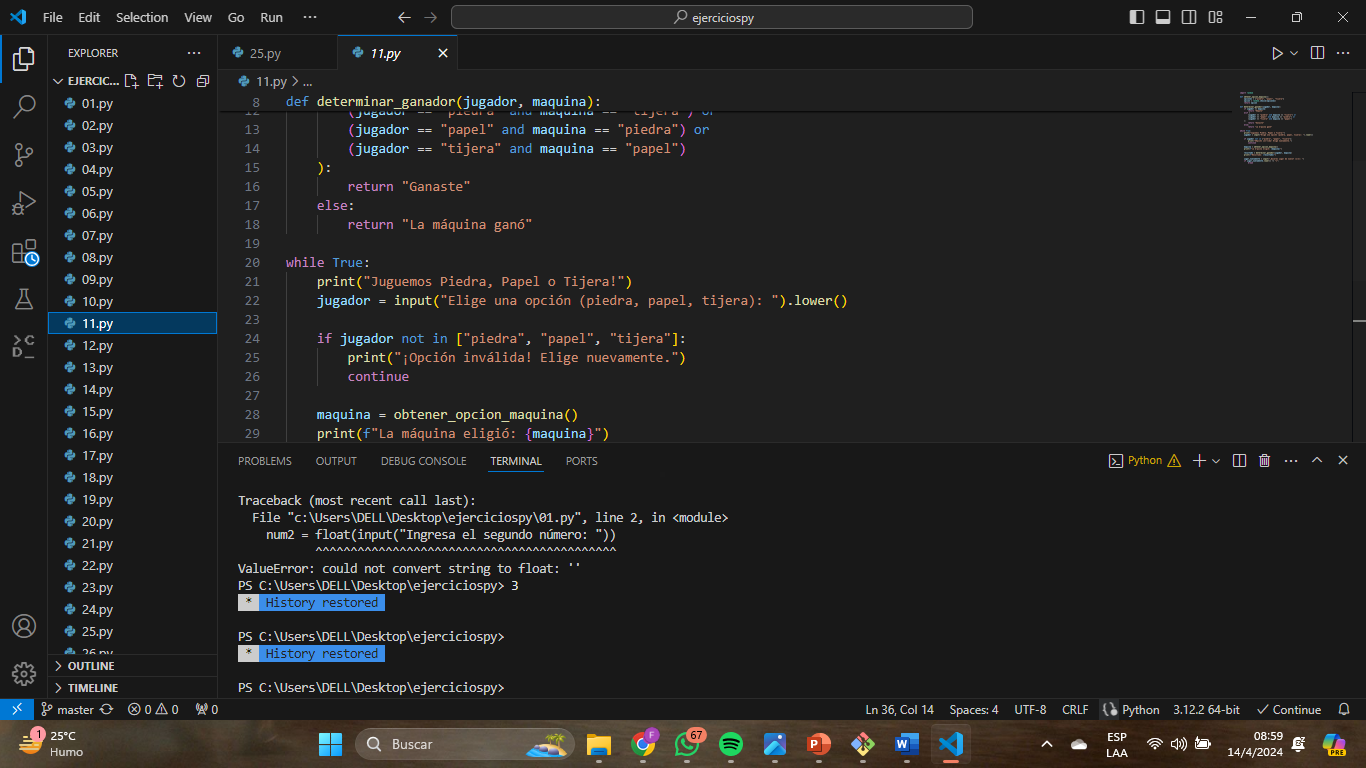 File Edit Selection View Go Run ··· ejerciciospy
EXPLORER ···
25.py 11.py
EJERCIC...
11.py > ...
01.py
02.py
03.py
04.py
05.py
06.py
07.py
08.py
09.py
10.py
11.py
12.py
13.py
14.py
15.py
16.py
17.py
18.py
19.py
20.py
21.py
22.py
23.py
24.py
25.py
26.py
OUTLINE
TIMELINE
8 def determinar_ganador(jugador, maquina):
12 (jugador == "piedra" and maquina == "tijera") or
13 (jugador == "papel" and maquina == "piedra") or
14 (jugador == "tijera" and maquina == "papel")
15 ):
16 return "Ganaste"
17 else:
18 return "La máquina ganó"
19
20 while True:
21 print("Juguemos Piedra, Papel o Tijera!")
22 jugador = input("Elige una opción (piedra, papel, tijera): ").lower()
23
24 if jugador not in ["piedra", "papel", "tijera"]:
25 print("¡Opción inválida! Elige nuevamente.")
26 continue
27
28 maquina = obtener_opcion_maquina()
29 print(f"La máquina eligió: {maquina}")
PROBLEMS OUTPUT DEBUG CONSOLE TERMINAL PORTS Python
Traceback (most recent call last):
File "c:\Users\DELL\Desktop\ejerciciospy\01.py", line 2, in <module>
num2 = float(input("Ingresa el segundo número: "))
^^^^^^^^^^^^^^^^^^^^^^^^^^^^^^^^^^^^^^^^^^^
ValueError: could not convert string to float: ''
PS C:\Users\DELL\Desktop\ejerciciospy> 3
* History restored
PS C:\Users\DELL\Desktop\ejerciciospy>
* History restored
PS C:\Users\DELL\Desktop\ejerciciospy>
master 0 0 0 Ln 36, Col 14 Spaces: 4 UTF-8 CRLF Python 3.12.2 64-bit Continue
1 25°C
Humo
Buscar
F
67
ESP
LAA
08:59
14/4/2024
PRE